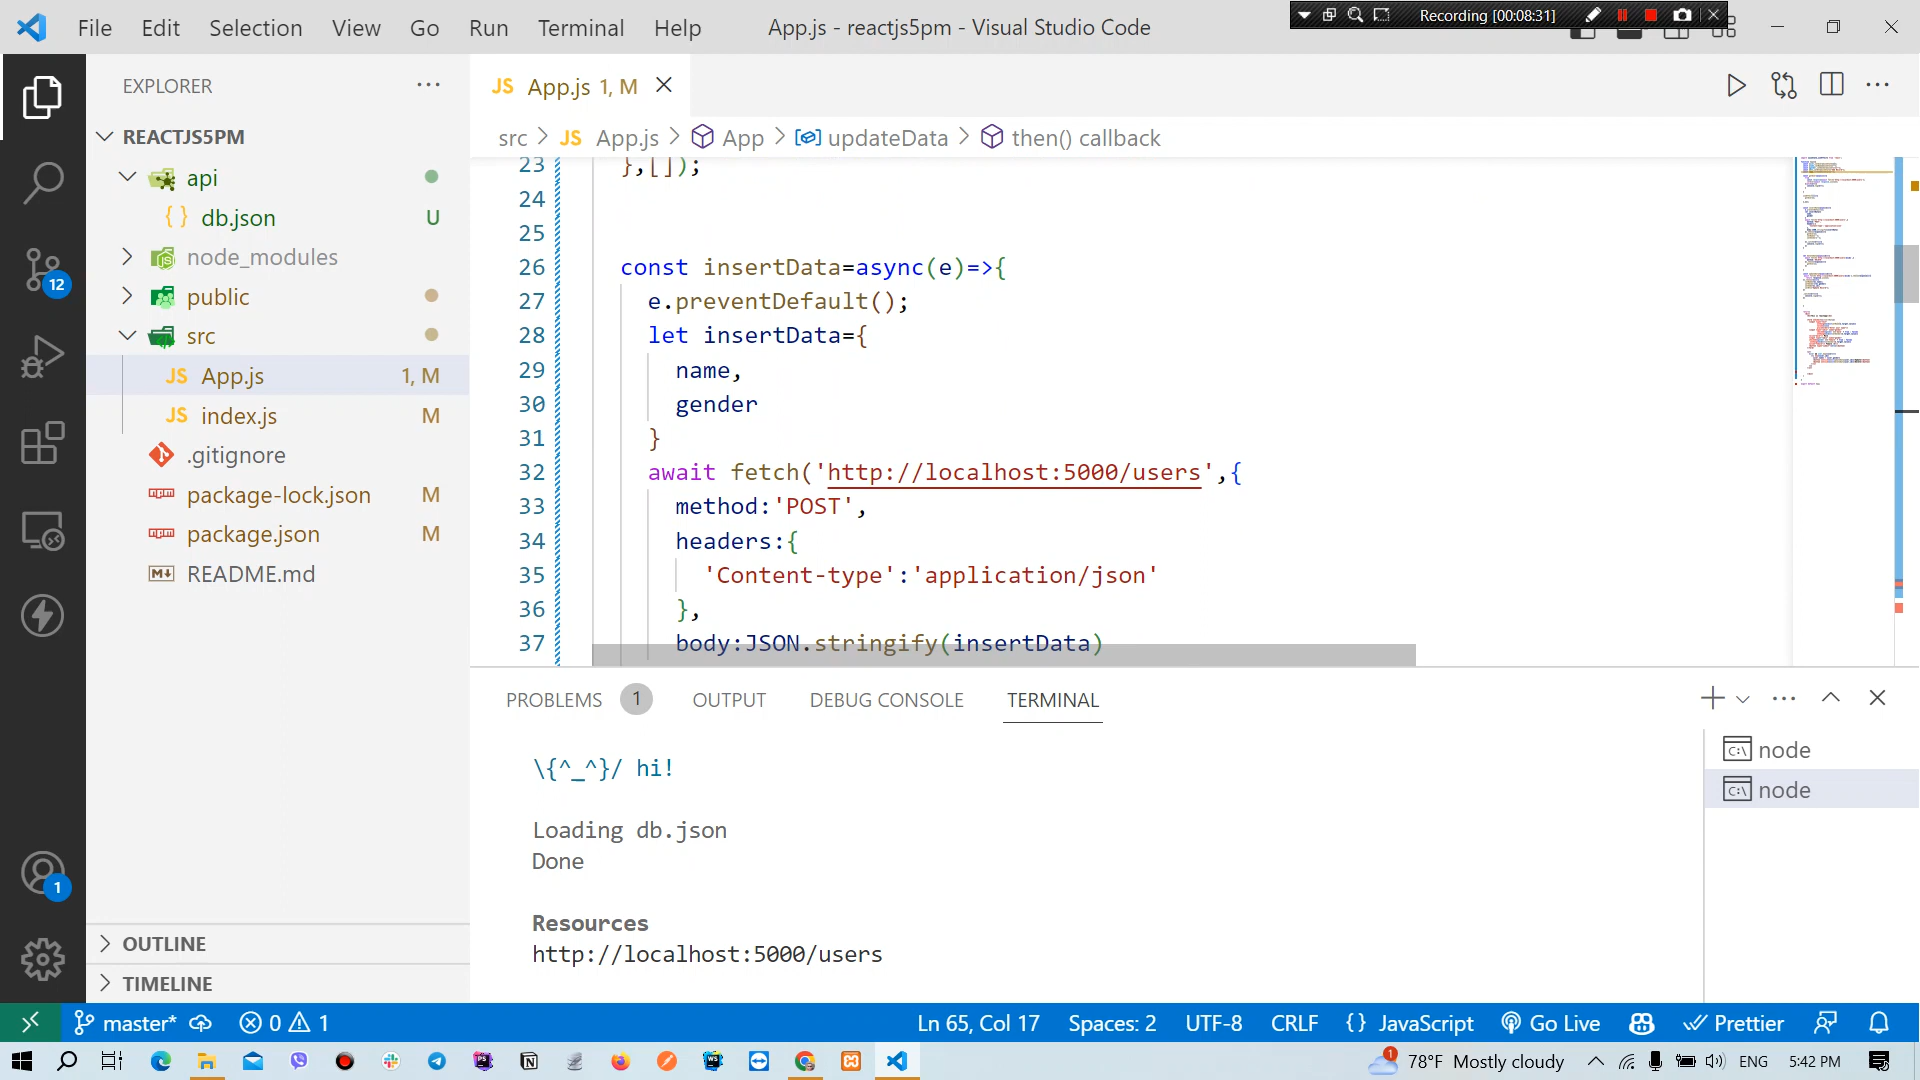 File Edit Selection View Go Run Terminal Help
App.js - reactjs5pm - Visual Studio Code
Recording [00:08:31]
EXPLORER
REACTJS5PM
api
db.json U
node_modules
public
src
App.js 1, M
index.js M
.gitignore
package-lock.json M
package.json M
README.md
OUTLINE
TIMELINE
12
1
JS App.js 1, M
src > JS App.js > App > updateData > then() callback
23 },[]);
24
25
26 const insertData=async(e)=>{
27 e.preventDefault();
28 let insertData={
29 name,
30 gender
31 }
32 await fetch('http://localhost:5000/users',{
33 method:'POST',
34 headers:{
35 'Content-type':'application/json'
36 },
37 body:JSON.stringify(insertData)
PROBLEMS 1 OUTPUT DEBUG CONSOLE TERMINAL
\{^_^}/ hi!
Loading db.json
Done
Resources
http://localhost:5000/users
node
node
master* 0 1
Ln 65, Col 17 Spaces: 2 UTF-8 CRLF {} JavaScript Go Live Prettier
1 78°F Mostly cloudy ENG 5:42 PM